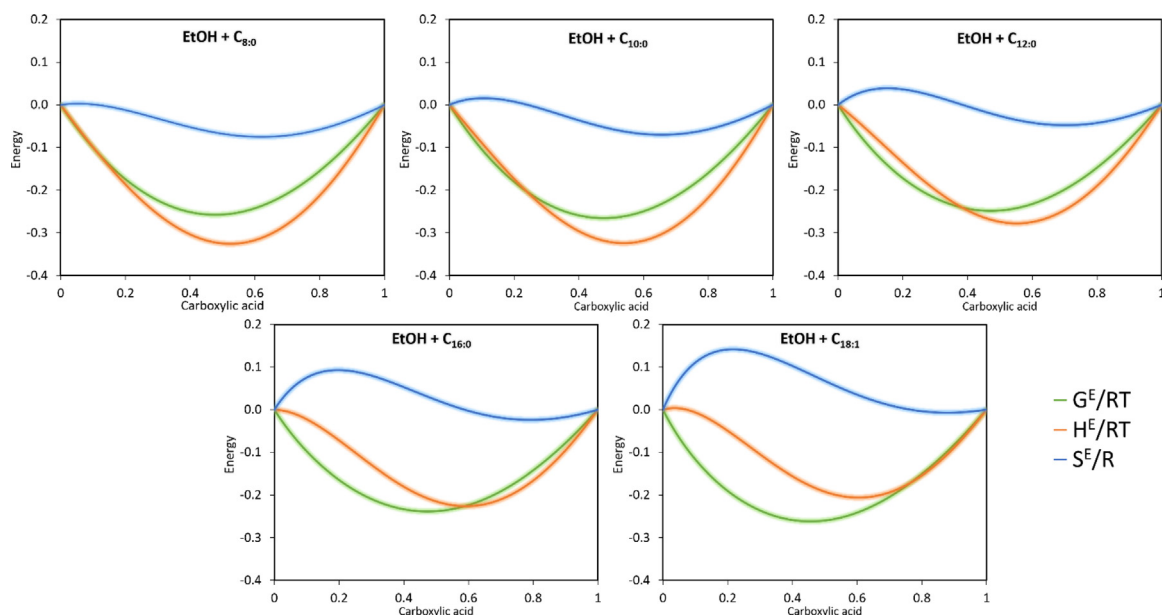 EtOH + C8:0
0.2
0.1
0.0
-0.1
-0.2
-0.3
-0.4
Energy
0 0.2 0.4 0.6 0.8 1
Carboxylic acid
EtOH + C10:0
0.2
0.1
0.0
-0.1
-0.2
-0.3
-0.4
Energy
0 0.2 0.4 0.6 0.8 1
Carboxylic acid
EtOH + C12:0
0.2
0.1
0.0
-0.1
-0.2
-0.3
-0.4
Energy
0 0.2 0.4 0.6 0.8 1
Carboxylic acid
EtOH + C16:0
0.2
0.1
0.0
-0.1
-0.2
-0.3
-0.4
Energy
0 0.2 0.4 0.6 0.8 1
Carboxylic acid
EtOH + C18:1
0.2
0.1
0.0
-0.1
-0.2
-0.3
-0.4
Energy
0 0.2 0.4 0.6 0.8 1
Carboxylic acid
G^E/RT
H^E/RT
S^E/R